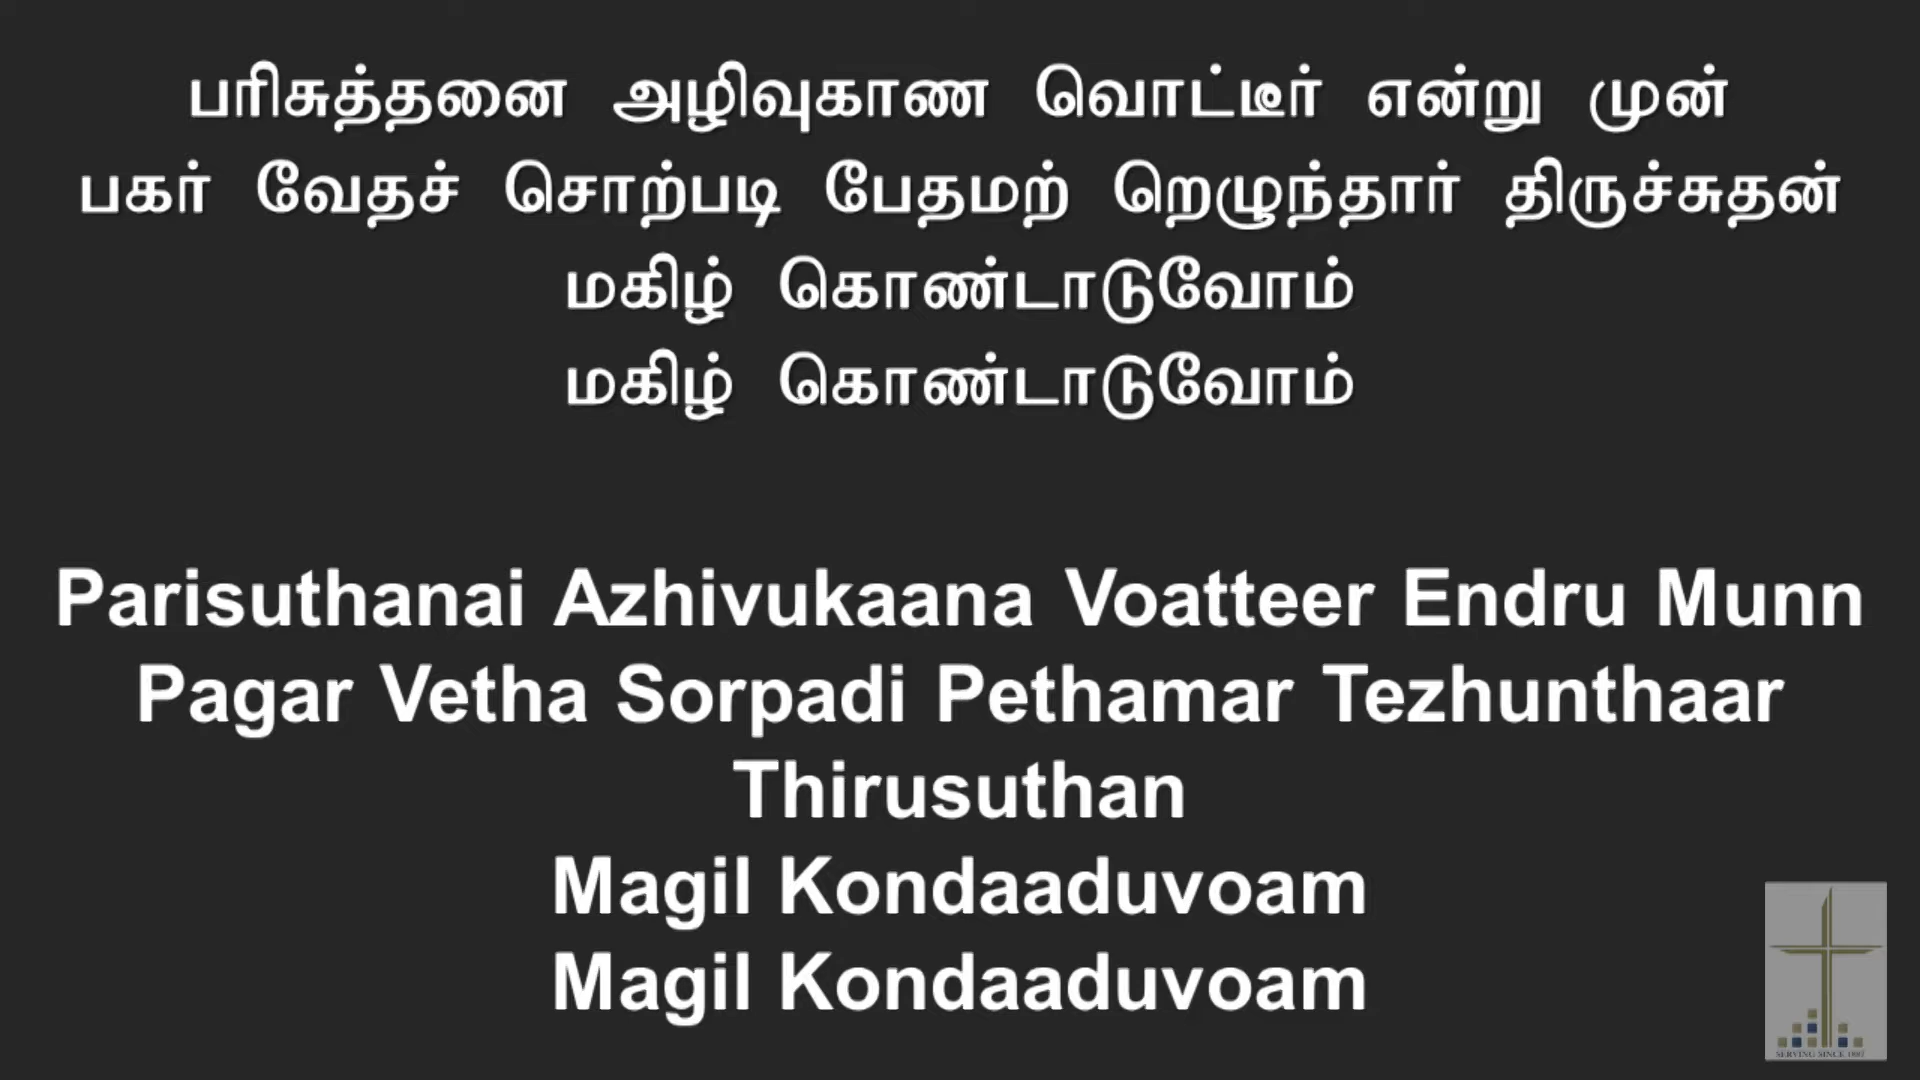 பரிசுத்தனை அழிவுகாண வொட்டீர் என்று முன்
பகர் வேதச் சொற்படி பேதமற் றெழுந்தார் திருச்சுதன்
மகிழ் கொண்டாடுவோம்
மகிழ் கொண்டாடுவோம்
Parisuthanai Azhivukaana Voatteer Endru Munn
Pagar Vetha Sorpadi Pethamar Tezhunthaar
Thirusuthan
Magil Kondaaduvoam
Magil Kondaaduvoam